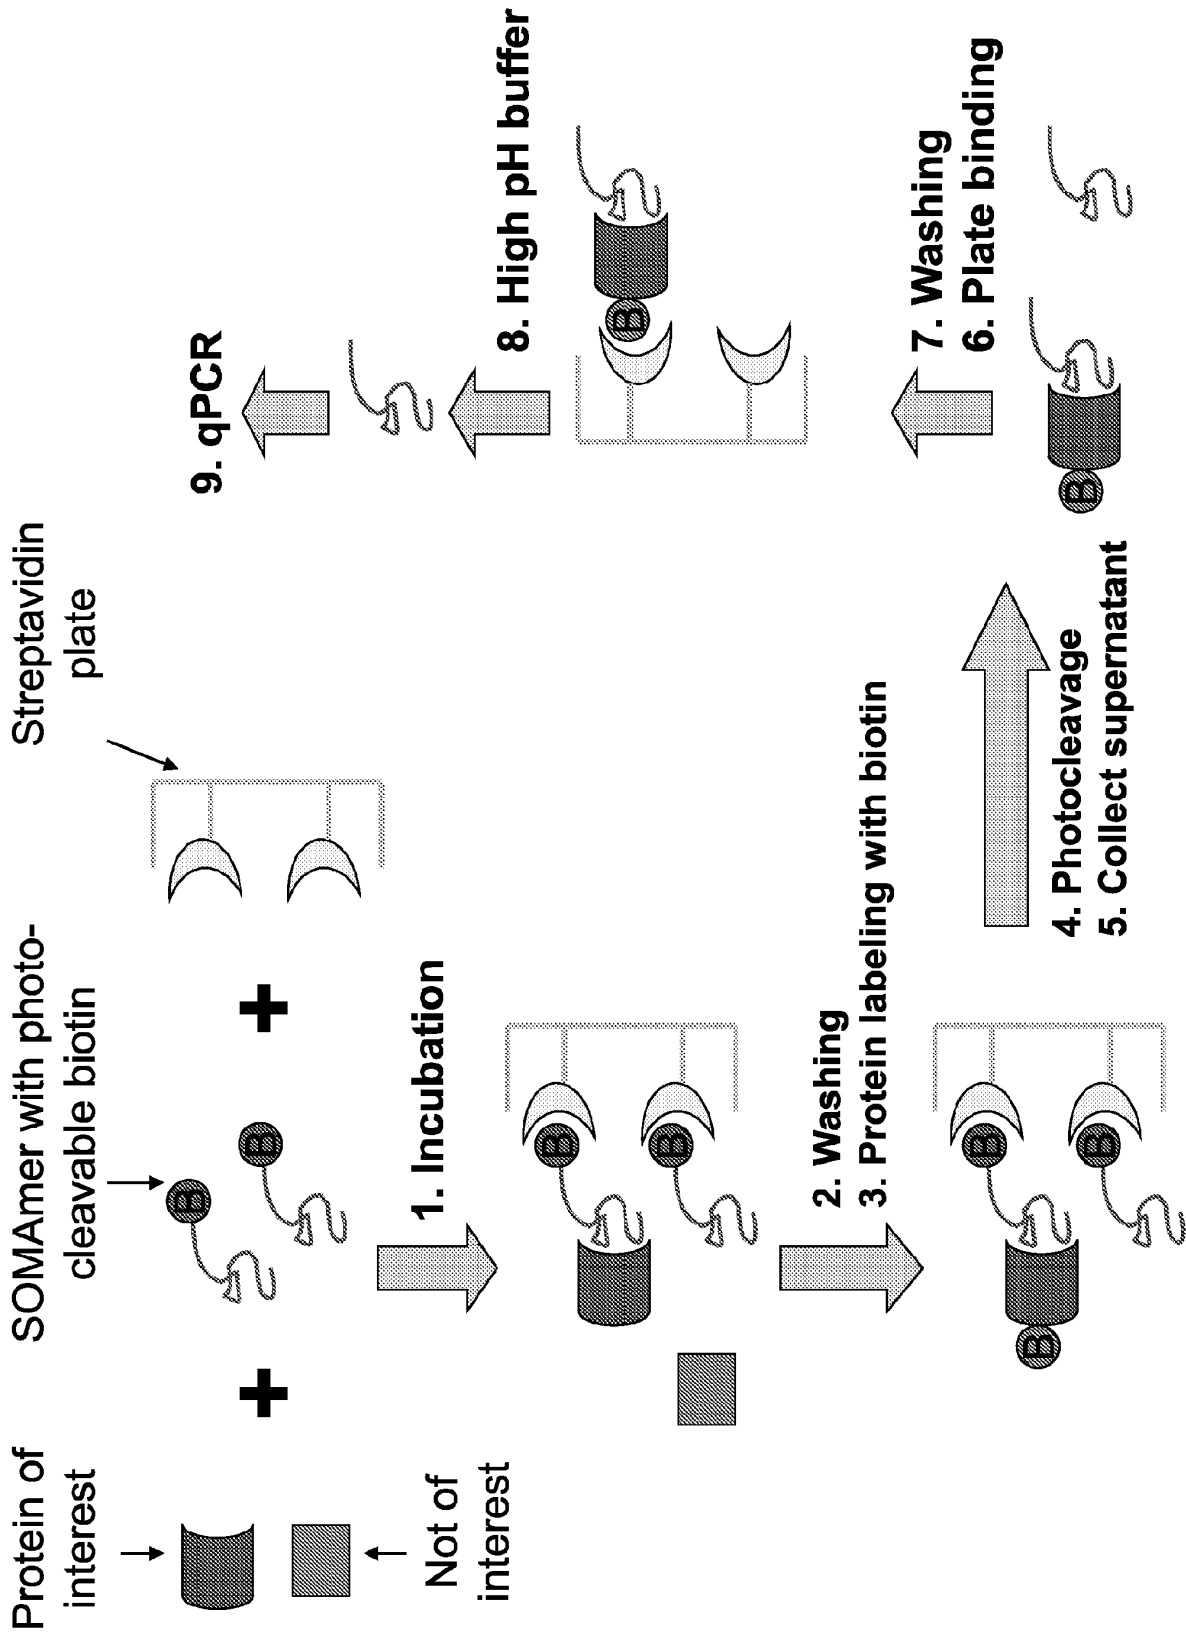 Protein of
interest
SOMAmer with photo-
cleavable biotin
Streptavidin
plate
B
B
Not of
interest
1. Incubation
B
B
2. Washing
3. Protein labeling with biotin
B
B
B
4. Photocleavage
5. Collect supernatant
B
7. Washing
6. Plate binding
B
8. High pH buffer
9. qPCR